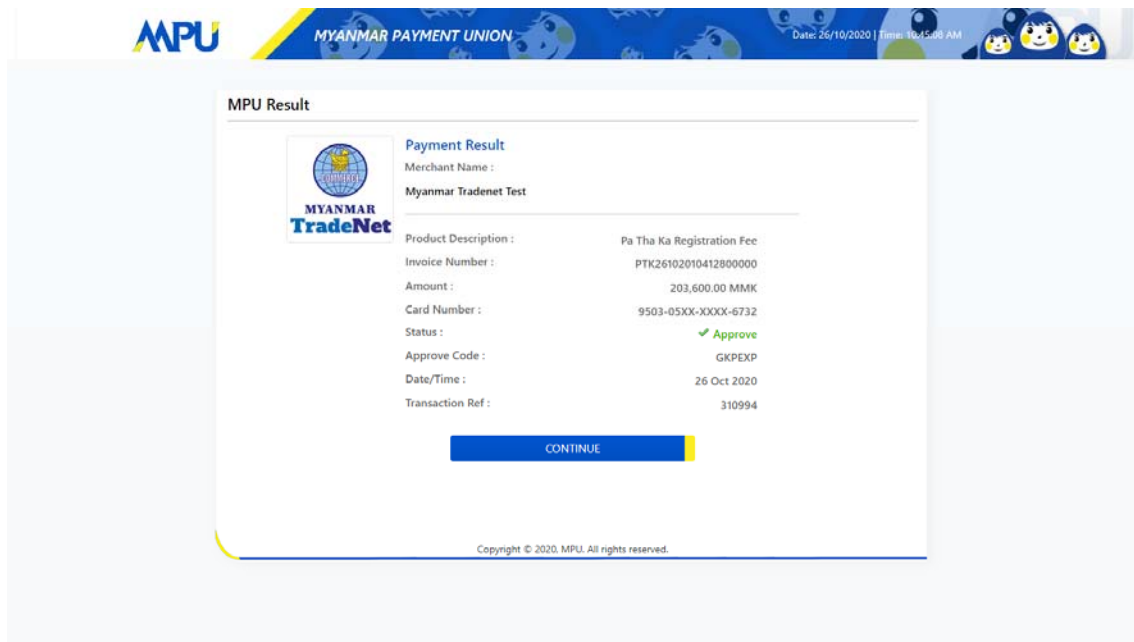 MPU
MYANMAR PAYMENT UNION
Date: 26/10/2020 | Time: 10:45:08 AM
MPU Result
COMMERCE
MYANMAR
TradeNet
Payment Result
Merchant Name :
Myanmar Tradenet Test
Product Description : Pa Tha Ka Registration Fee
Invoice Number : PTK26102010412800000
Amount : 203,600.00 MMK
Card Number : 9503-05XX-XXXX-6732
Status : Approve
Approve Code : GKPEXP
Date/Time : 26 Oct 2020
Transaction Ref : 310994
CONTINUE
Copyright © 2020. MPU. All rights reserved.